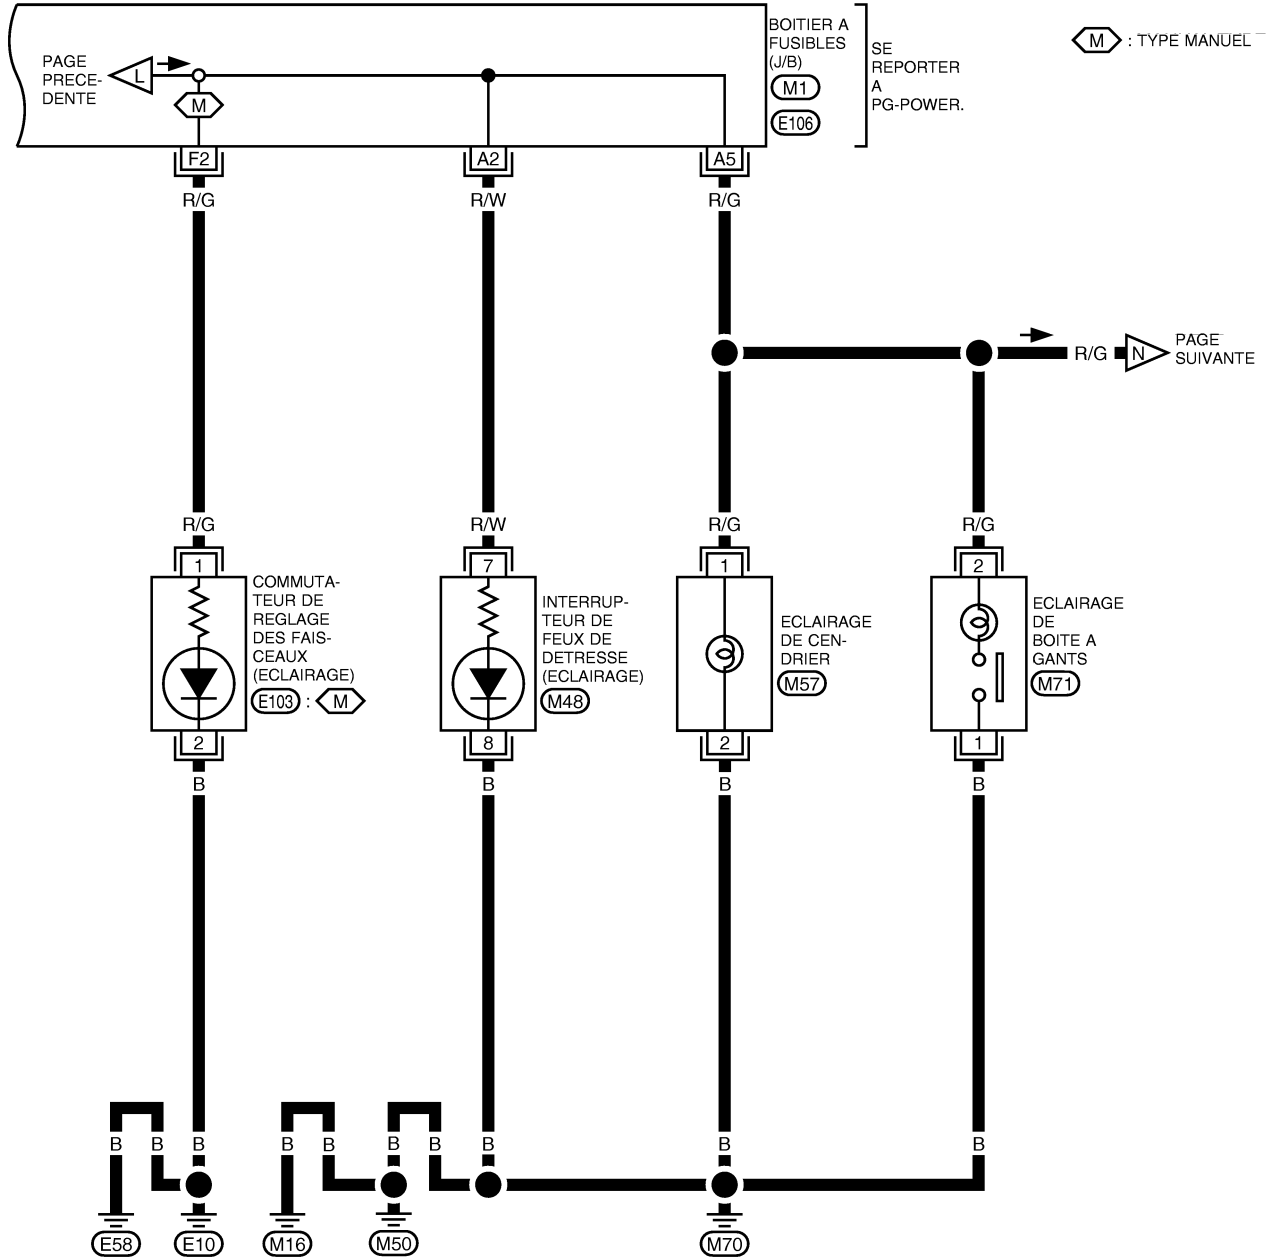 BOITIER A
FUSIBLES
(J/B)
M1
E106
SE
REPORTER
A
PG-POWER.
M : TYPE MANUEL
PAGE
PRECE-
DENTE
L
M
F2
A2
A5
R/G
R/W
R/G
R/G
N
PAGE
SUIVANTE
R/G
R/W
R/G
R/G
1
7
1
2
COMMUTA-
TEUR DE
REGLAGE
DES FAIS-
CEAUX
(ECLAIRAGE)
E103 : M
INTERRUP-
TEUR DE
FEUX DE
DETRESSE
(ECLAIRAGE)
M48
ECLAIRAGE
DE CEN-
DRIER
M57
ECLAIRAGE
DE
BOITE A
GANTS
M71
2
8
2
1
B
B
B
B
B
B
B
B
B
B
B
B
B
B
E58
E10
M16
M50
M70